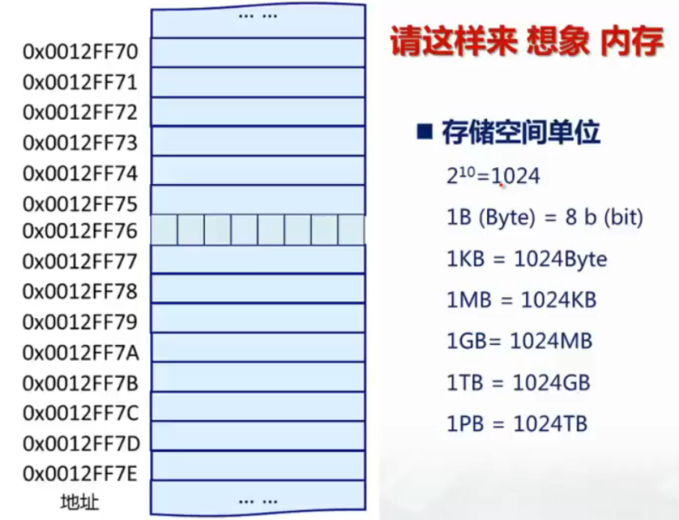 ... ...
0x0012FF70
0x0012FF71
0x0012FF72
0x0012FF73
0x0012FF74
0x0012FF75
0x0012FF76
0x0012FF77
0x0012FF78
0x0012FF79
0x0012FF7A
0x0012FF7B
0x0012FF7C
0x0012FF7D
0x0012FF7E
地址
... ...
请这样来 想象 内存
■ 存储空间单位
2¹⁰=1024
1B (Byte) = 8 b (bit)
1KB = 1024Byte
1MB = 1024KB
1GB= 1024MB
1TB = 1024GB
1PB = 1024TB